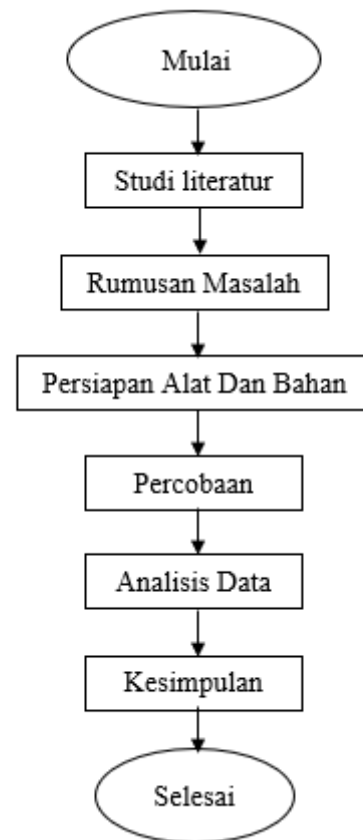 Mulai
Studi literatur
Rumusan Masalah
Persiapan Alat Dan Bahan
Percobaan
Analisis Data
Kesimpulan
Selesai